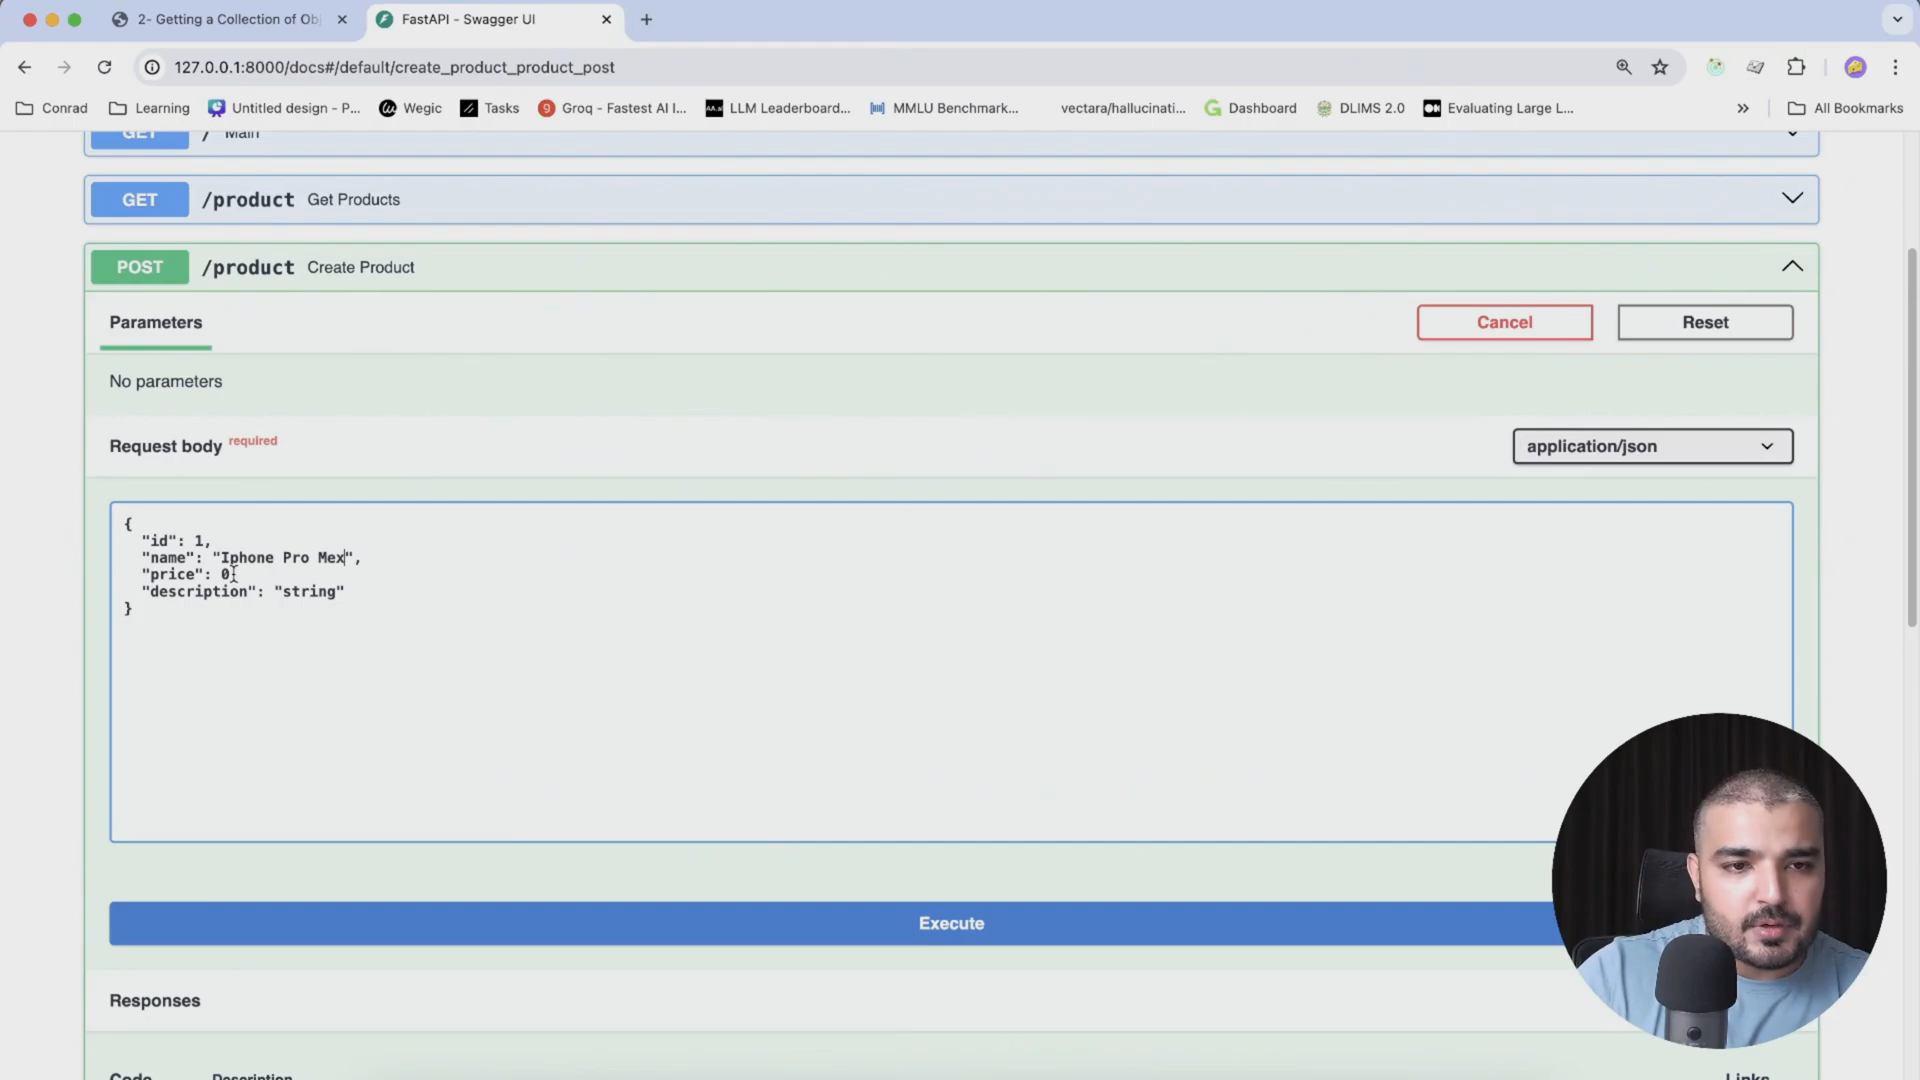 2- Getting a Collection of Ob
FastAPI - Swagger UI
127.0.0.1:8000/docs#/default/create_product_product_post
Conrad
Learning
Untitled design - P...
Wegic
Tasks
Groq - Fastest AI I...
LLM Leaderboard...
MMLU Benchmark...
vectara/hallucinati...
Dashboard
DLIMS 2.0
Evaluating Large L...
»
All Bookmarks
GET / Main
GET /product Get Products
POST /product Create Product
Parameters
Cancel
Reset
No parameters
Request body required
application/json
{
"id": 1,
"name": "Iphone Pro Mex",
"price": 0
"description": "string"
}
Execute
Responses
Code Description Links